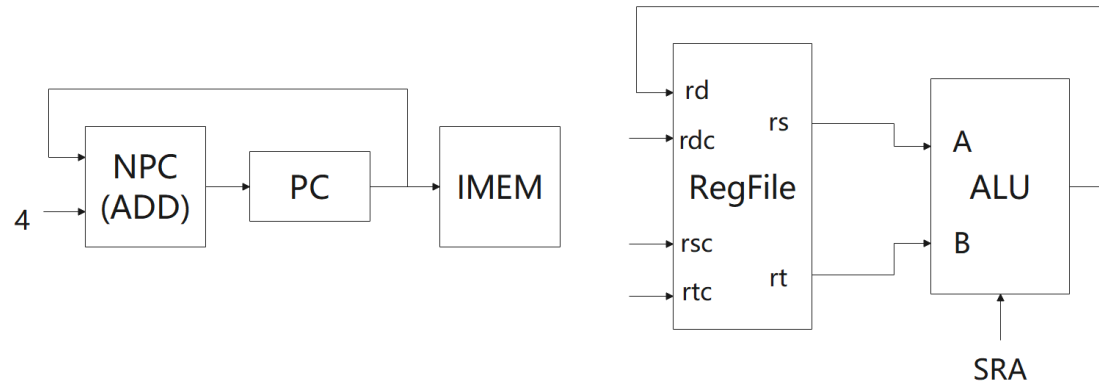 NPC
(ADD)
4
PC
IMEM
rd
rdc
rs
RegFile
rsc
rtc
rt
A
ALU
B
SRA